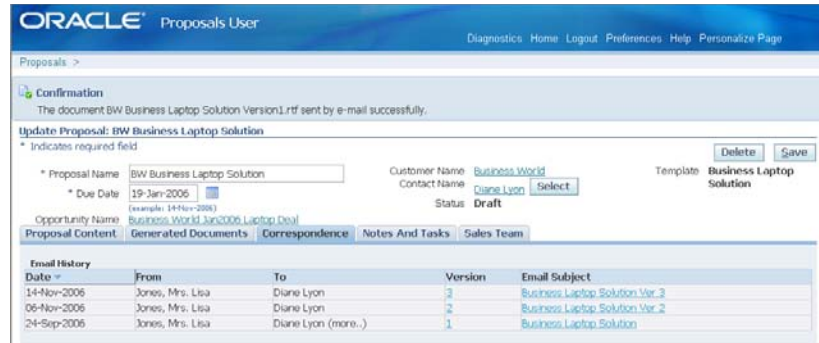 ORACLE® Proposals User
Diagnostics Home Logout Preferences Help Personalize Page
Proposals >
Confirmation
The document BW Business Laptop Solution Version1.rtf sent by e-mail successfully.
Update Proposal: BW Business Laptop Solution
* Indicates required field
Delete Save
* Proposal Name BW Business Laptop Solution Customer Name Business World Template Business Laptop Solution
* Due Date 19-Jan-2006 Contact Name Diane Lyon Select
(example: 14-Nov-2006) Status Draft
Opportunity Name Business World Jan2006 Laptop Deal
Proposal Content Generated Documents Correspondence Notes And Tasks Sales Team
Email History
Date From To Version Email Subject
14-Nov-2006 Jones, Mrs. Lisa Diane Lyon 3 Business Laptop Solution Ver 3
06-Nov-2006 Jones, Mrs. Lisa Diane Lyon 2 Business Laptop Solution Ver 2
24-Sep-2006 Jones, Mrs. Lisa Diane Lyon (more..) 1 Business Laptop Solution